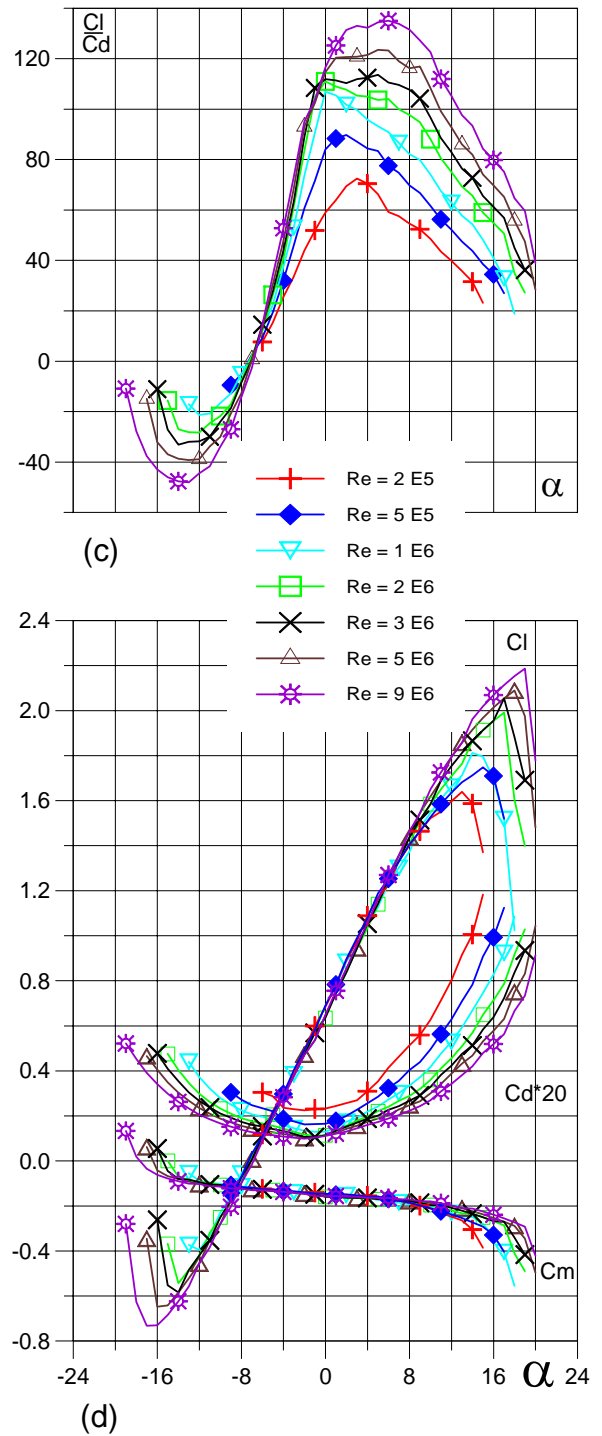 Cl
Cd
120
80
40
0
-40
α
(c)
Re = 2 E5
Re = 5 E5
Re = 1 E6
Re = 2 E6
Re = 3 E6
Re = 5 E6
Re = 9 E6
2.4
Cl
2.0
1.6
1.2
0.8
0.4
Cd*20
0.0
-0.4
Cm
-0.8
-24 -16 -8 0 8 16 α 24
(d)